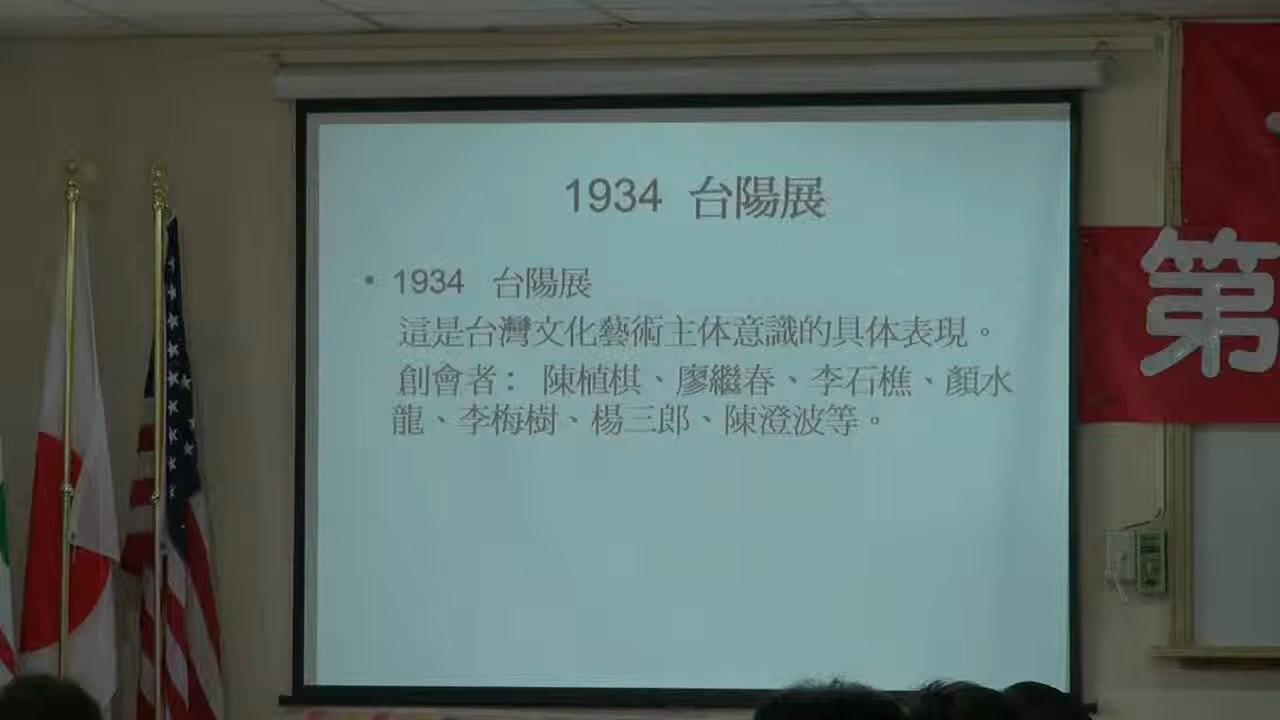 1934 台陽展
• 1934 台陽展
這是台灣文化藝術主体意識的具体表現。
創會者： 陳植棋、廖繼春、李石樵、顏水
龍、李梅樹、楊三郎、陳澄波等。
第